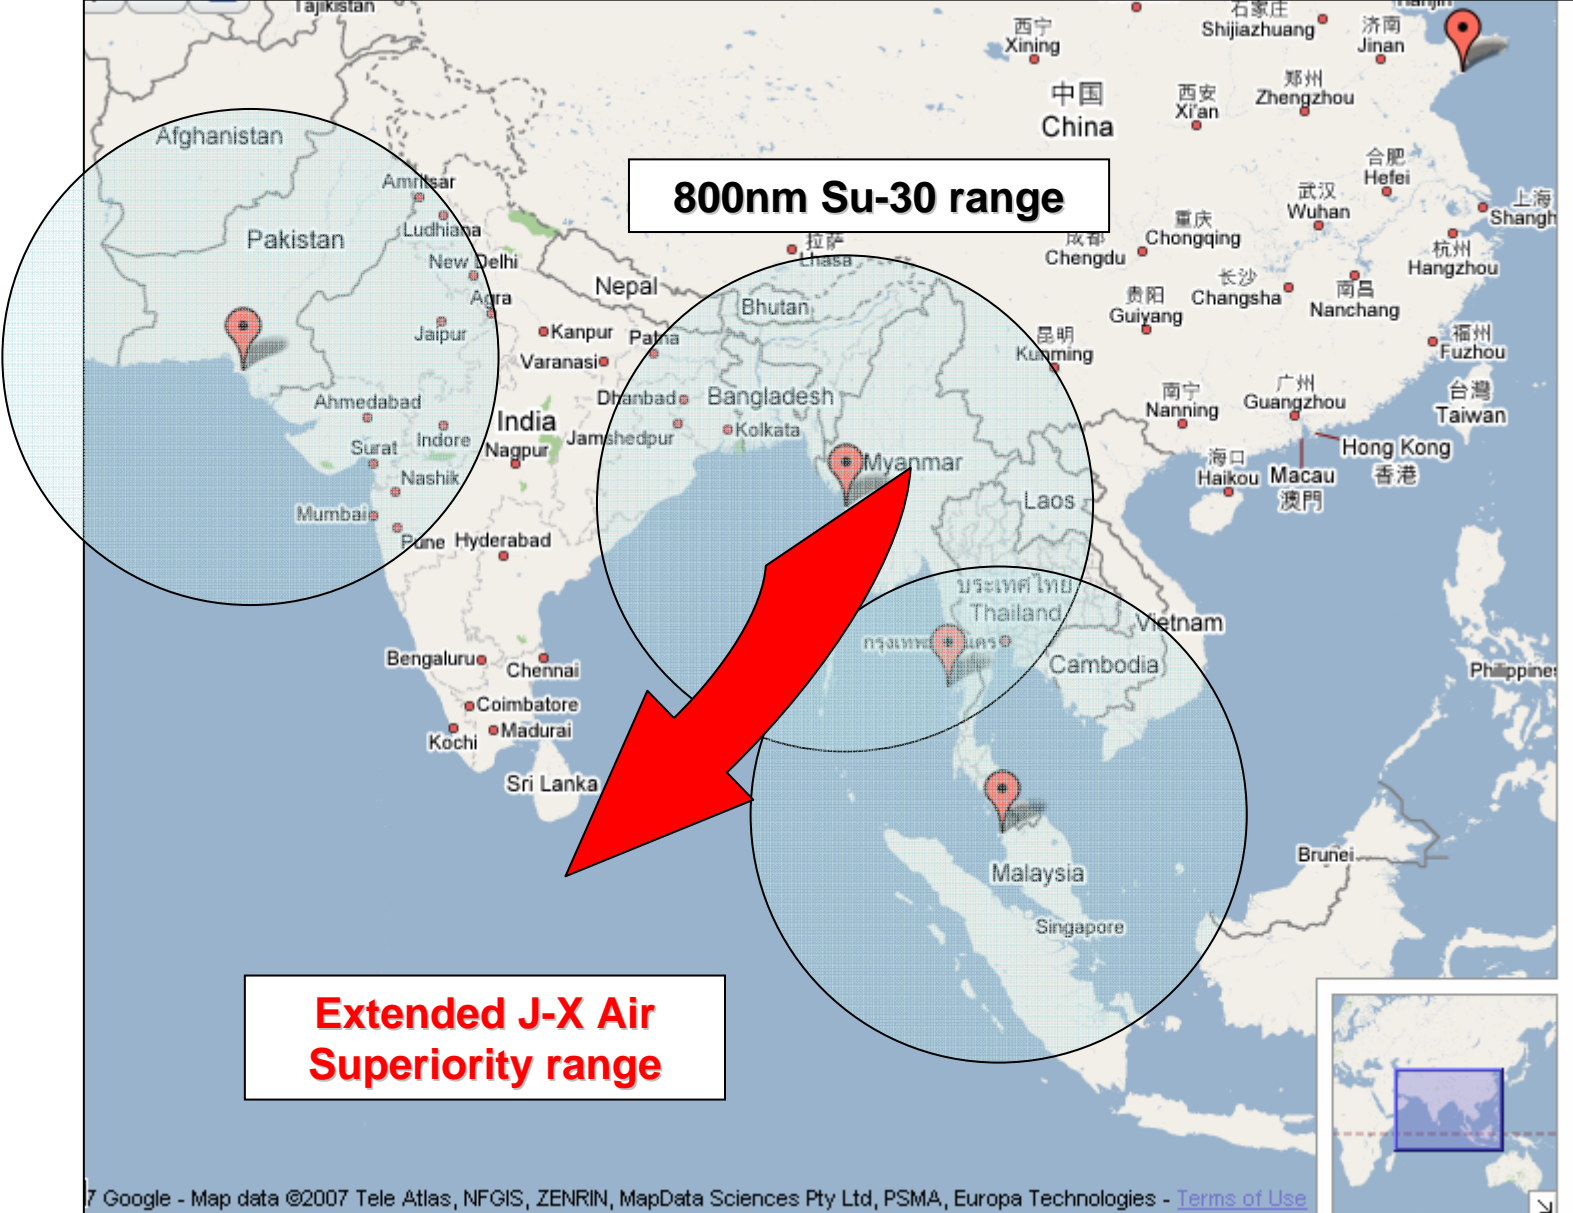 Tajikistan
石家庄
Shijiazhuang
西宁
Xining
济南
Jinan
Tianjin
郑州
Zhengzhou
中国
China
西安
Xi'an
Afghanistan
合肥
Hefei
Amritsar
800nm Su-30 range
武汉
Wuhan
上海
Shangh
Ludhiana
Pakistan
重庆
Chongqing
成都
Chengdu
杭州
Hangzhou
New Delhi
拉萨
Lhasa
长沙
Changsha
南昌
Nanchang
Nepal
Agra
Bhutan
贵阳
Guiyang
Jaipur
Kanpur
Patna
昆明
Kunming
福州
Fuzhou
Varanasi
Ahmedabad
Dhanbad
Bangladesh
南宁
Nanning
广州
Guangzhou
台灣
Taiwan
India
Indore
Jamshedpur
Kolkata
Surat
Nagpur
Hong Kong
香港
Myanmar
海口
Haikou
Macau
澳門
Nashik
Laos
Mumbai
Pune
Hyderabad
ประเทศไทย
Thailand
Vietnam
Bengaluru
Chennai
Cambodia
Philippines
Coimbatore
Kochi
Madurai
Sri Lanka
Brunei
Malaysia
Singapore
Extended J-X Air
Superiority range
7 Google - Map data ©2007 Tele Atlas, NFGIS, ZENRIN, MapData Sciences Pty Ltd, PSMA, Europa Technologies - Terms of Use